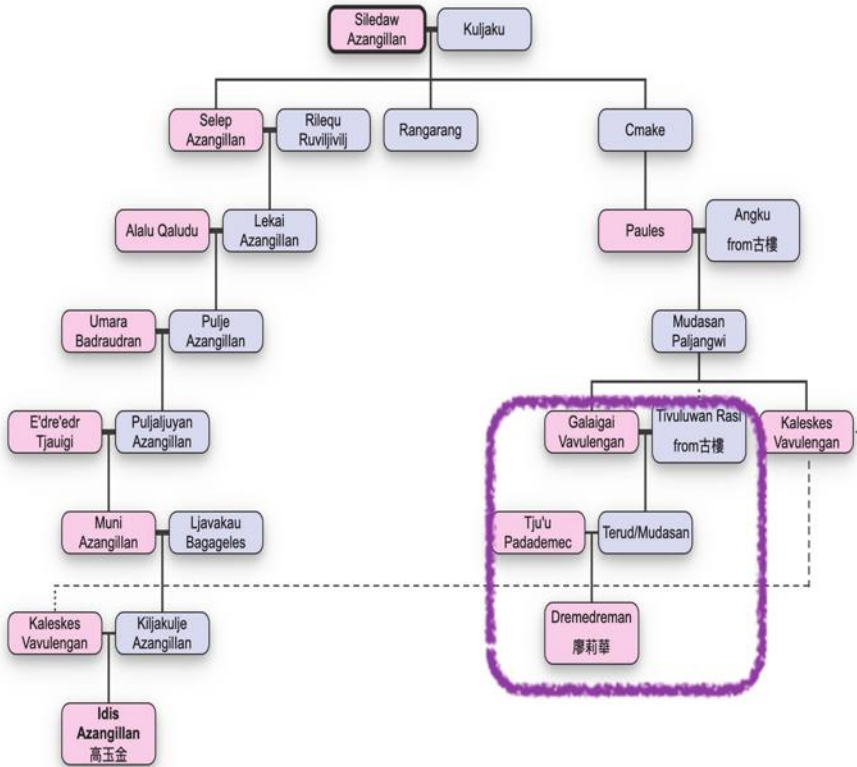 Siledaw
Azangillan
Kuljaku
Selep
Azangillan
Rilequ
Ruviljivilj
Rangarang
Cmake
Alalu Qaludu
Lekai
Azangillan
Paules
Angku
from古樓
Umara
Badraudran
Pulje
Azangillan
Mudasan
Paljangwi
E'dre'edr
Tjauigi
Puljaljuyan
Azangillan
Galaigai
Vavulengan
Tivuluwan Rasi
from古樓
Kaleskes
Vavulengan
Muni
Azangillan
Ljavakau
Bagageles
Tju'u
Padademec
Terud/Mudasan
Kaleskes
Vavulengan
Kiljakulje
Azangillan
Dremedreman
廖莉華
Idis
Azangillan
高玉金